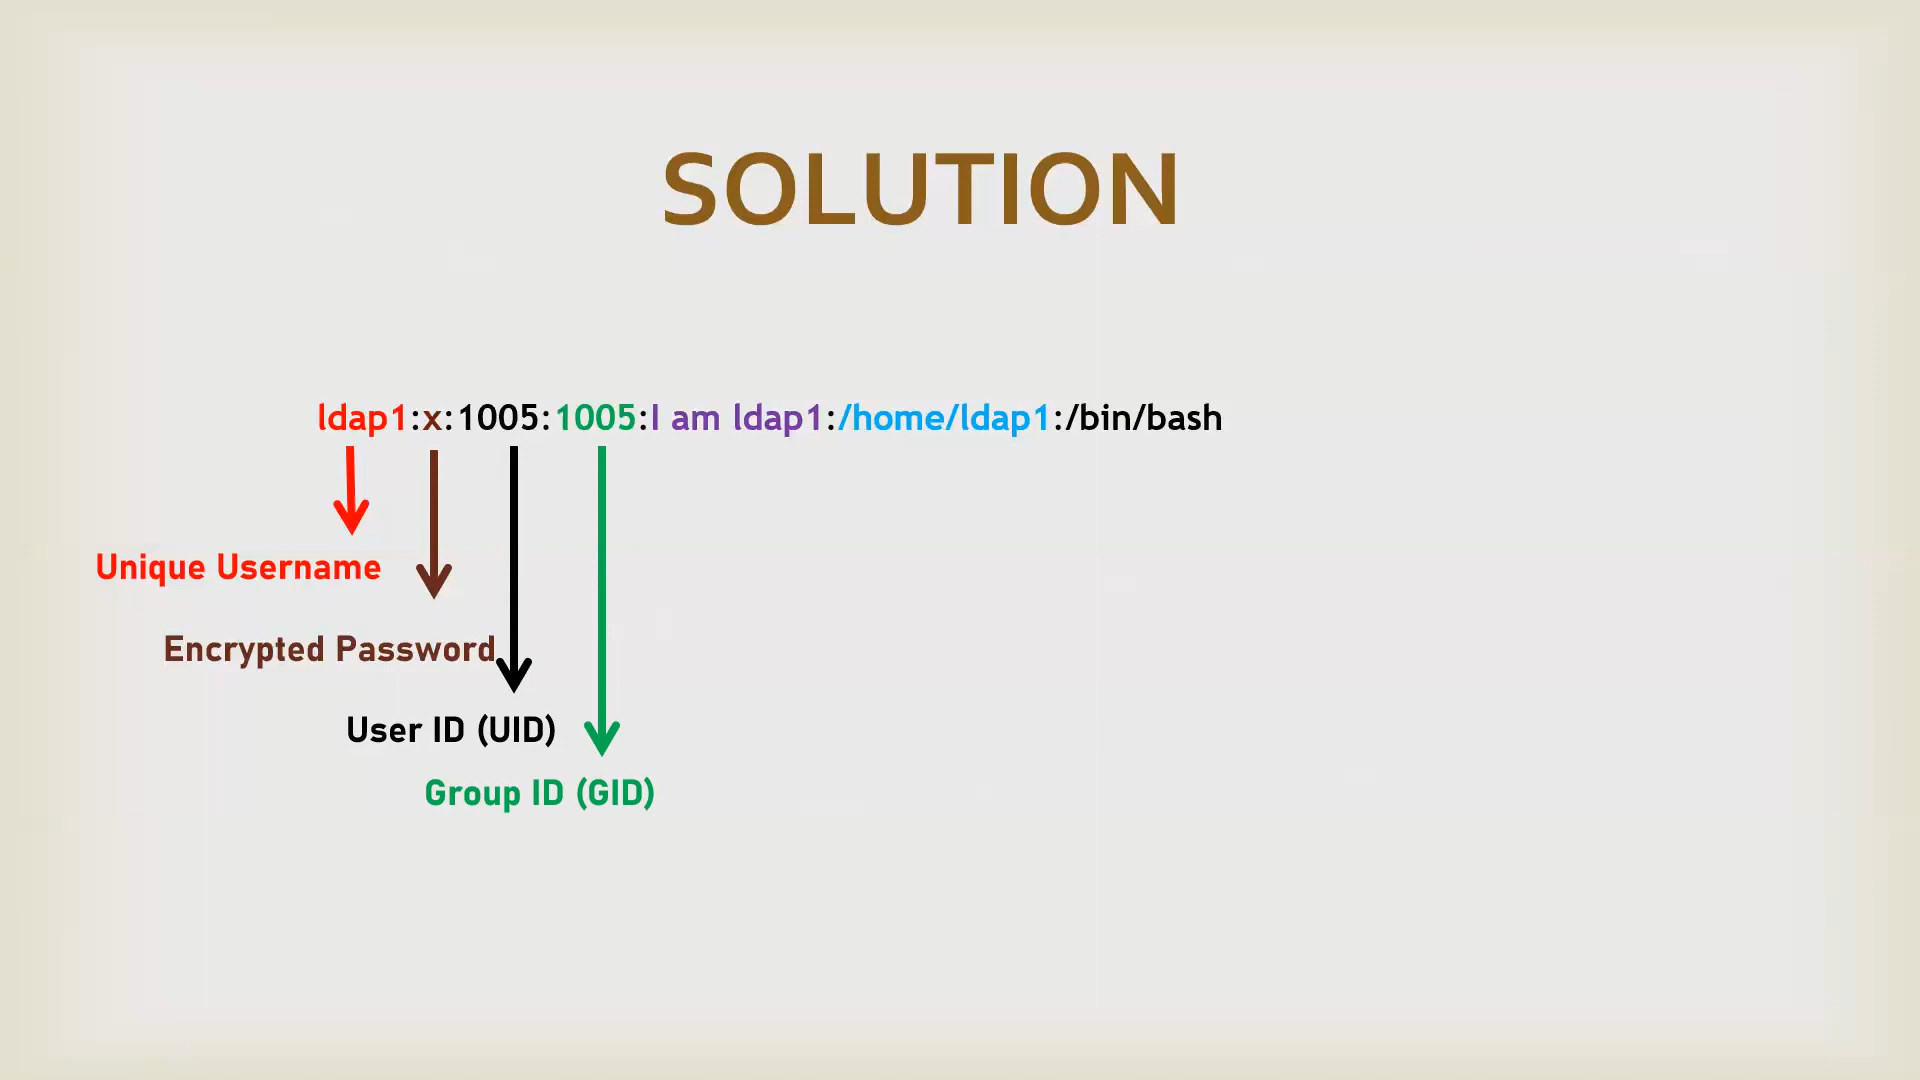 SOLUTION
ldap1:x:1005:1005:I am ldap1:/home/ldap1:/bin/bash
Unique Username
Encrypted Password
User ID (UID)
Group ID (GID)